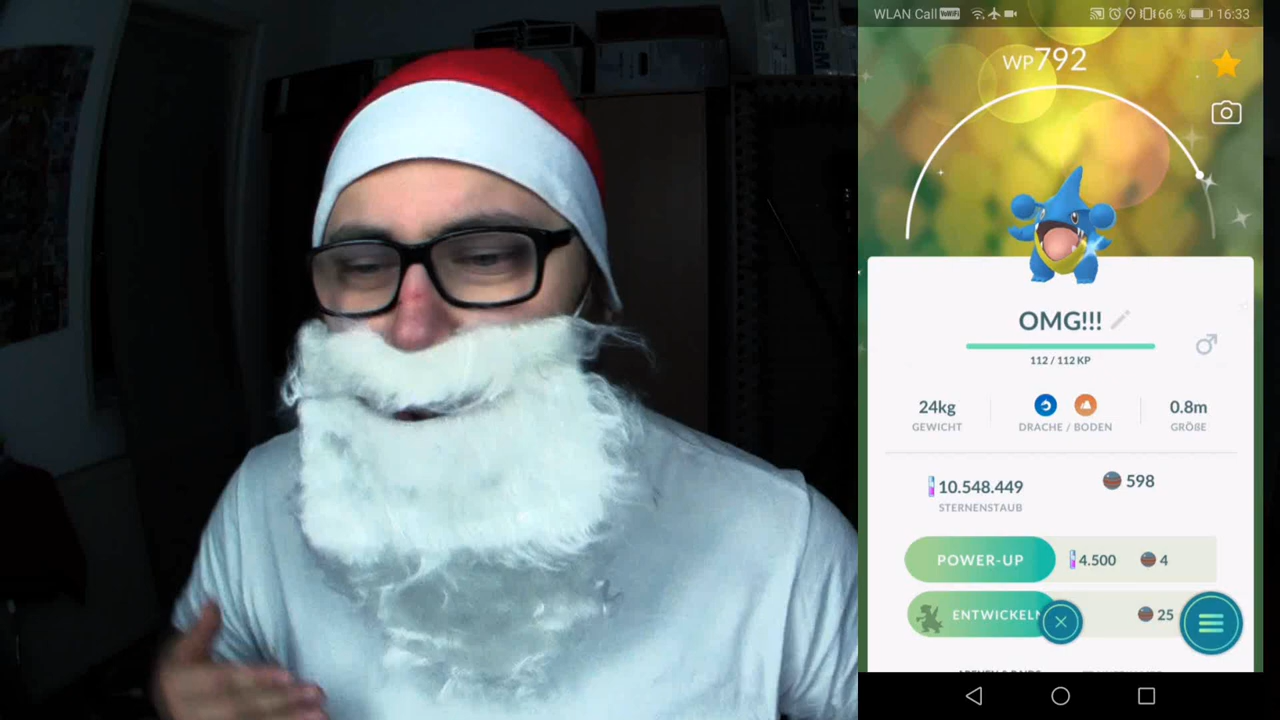 WLAN Call VoWiFi 66 % 16:33
WP792
OMG!!!
112 / 112 KP
24kg
GEWICHT
DRACHE / BODEN
0.8m
GRÖßE
10.548.449
STERNENSTAUB
598
POWER-UP 4.500 4
ENTWICKELN 25